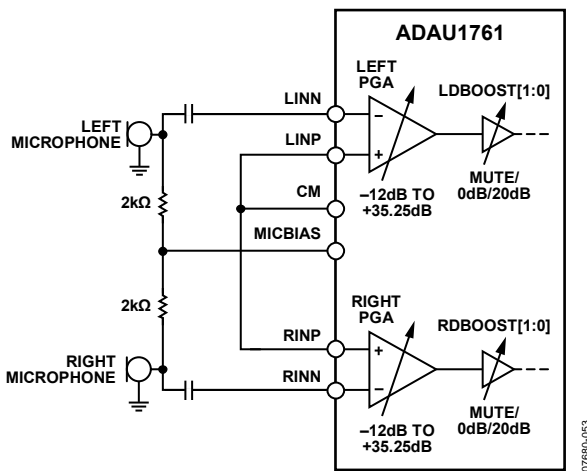 ADAU1761
LEFT
PGA
LDBOOST[1:0]
LINN
LEFT
MICROPHONE
LINP
CM
MUTE/
0dB/20dB
–12dB TO
+35.25dB
2kΩ
MICBIAS
2kΩ
RIGHT
PGA
RDBOOST[1:0]
RINP
RIGHT
MICROPHONE
RINN
MUTE/
0dB/20dB
–12dB TO
+35.25dB
07680-053